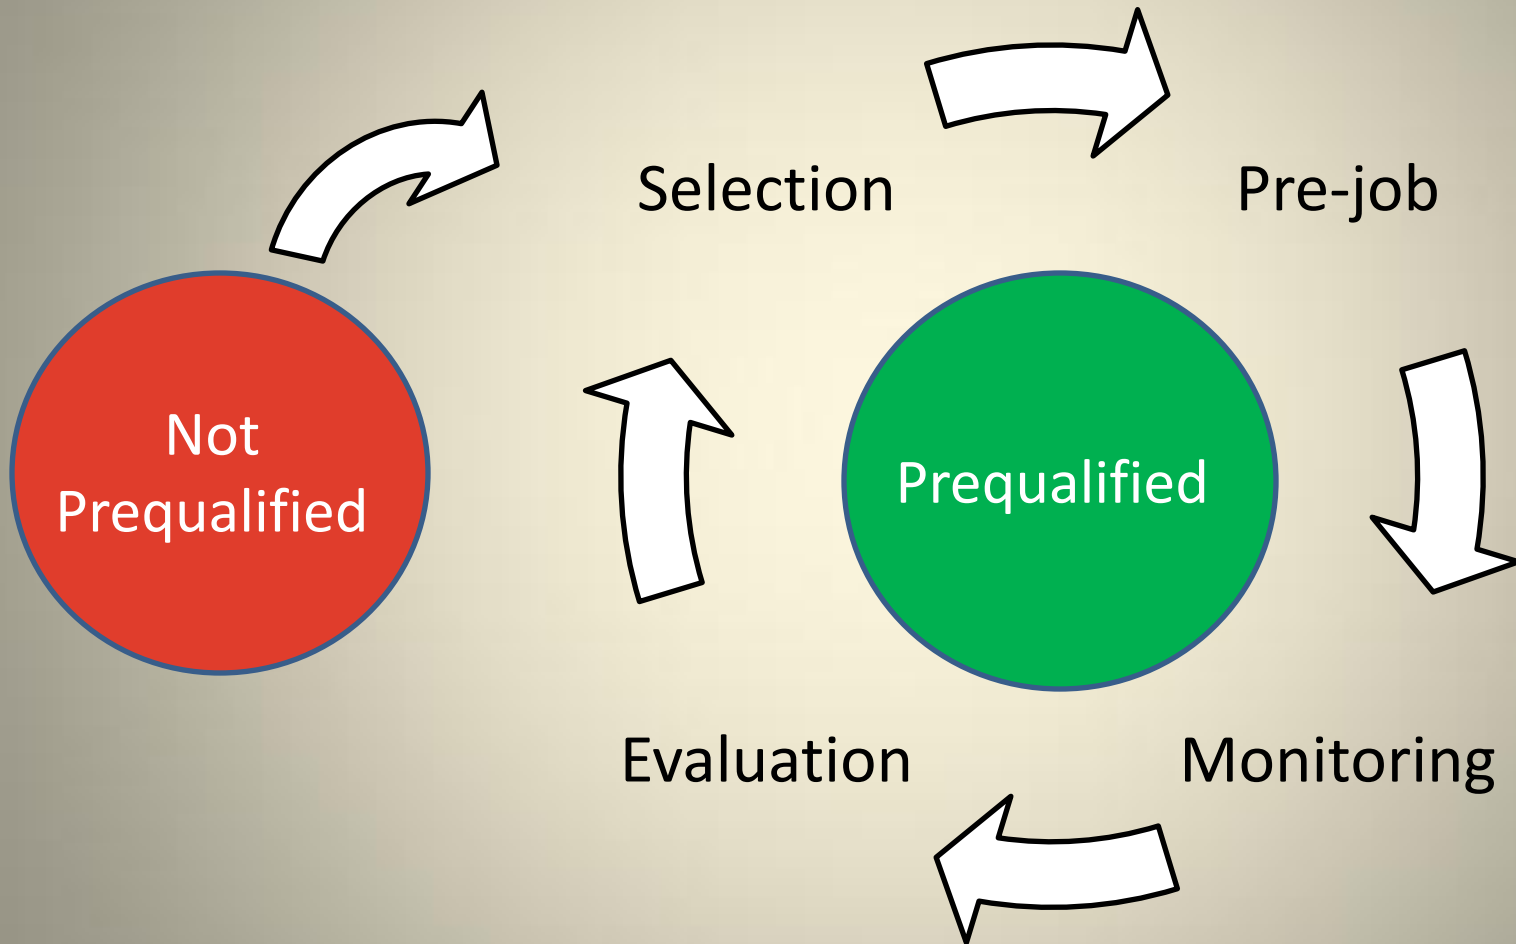 Selection
Pre-job
Not
Prequalified
Prequalified
Evaluation
Monitoring